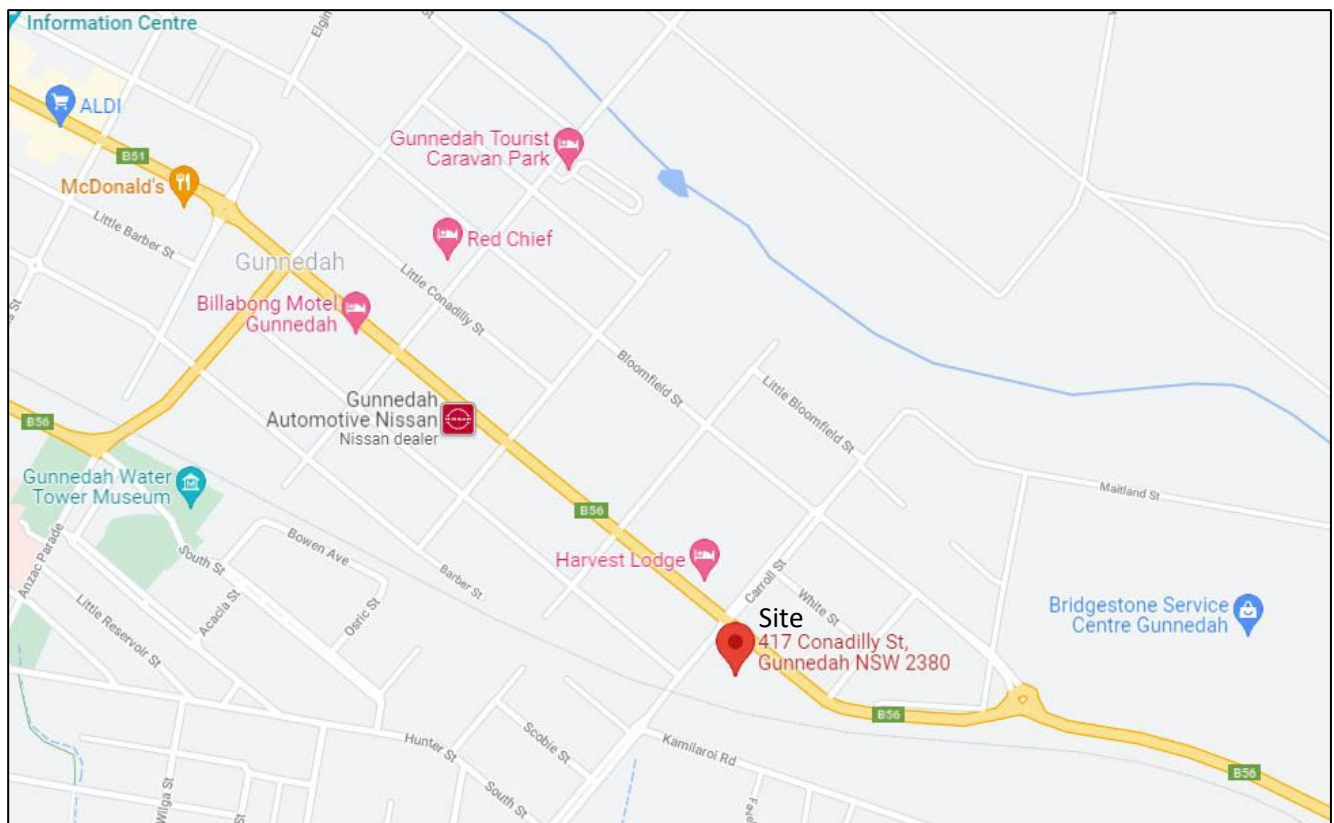 Information Centre
Elgin
St
ALDI
B51
McDonald's
Gunnedah Tourist
Caravan Park
Little Barber St
Red Chief
Gunnedah
Little Conadilly St
Billabong Motel
Gunnedah
St
Bloomfield St
Little Bloomfield St
Gunnedah
Automotive Nissan
Nissan dealer
B56
Gunnedah Water
Tower Museum
Maitland St
B56
Anzac Parade
South St
Bowen Ave
Barber St
Harvest Lodge
Carroll St
White St
Acacia St
Osric St
Little Reservoir St
Site
417 Conadilly St,
Gunnedah NSW 2380
Bridgestone Service
Centre Gunnedah
B56
Hunter St
Scobie St
Kamilaroi Rd
B56
South St
Wilga St
St